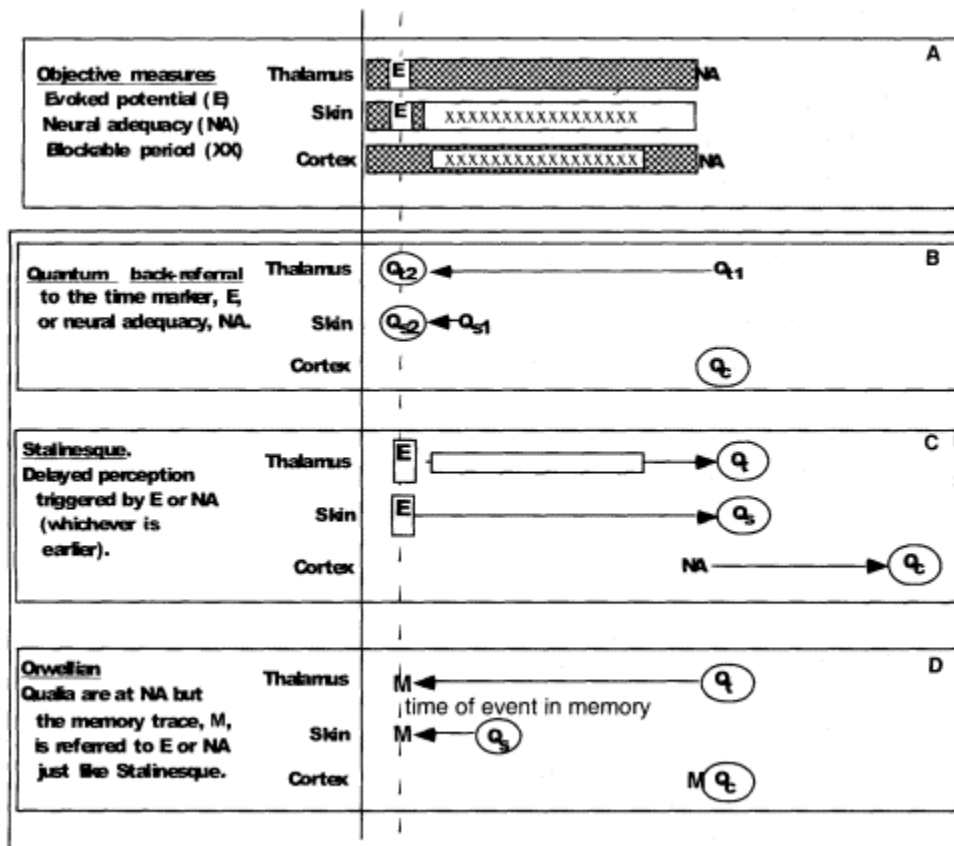 A
Objective measures
Evoked potential (E)
Neural adequacy (NA)
Blockable period (XX)
Thalamus E NA
Skin E XXXXXXXXXXXXXXXXX
Cortex XXXXXXXXXXXXXXXXX NA
B
Quantum back-referral
to the time marker, E,
or neural adequacy, NA.
Thalamus Qt2 Qt1
Skin Qs2 Qs1
Cortex Qc
C
Stalinesque.
Delayed perception
triggered by E or NA
(whichever is
earlier).
Thalamus E Qt
Skin E Qs
Cortex NA Qc
D
Orwellian
Qualia are at NA but
the memory trace, M,
is referred to E or NA
just like Stalinesque.
Thalamus M Qt
time of event in memory
Skin M Qs
Cortex M Qc